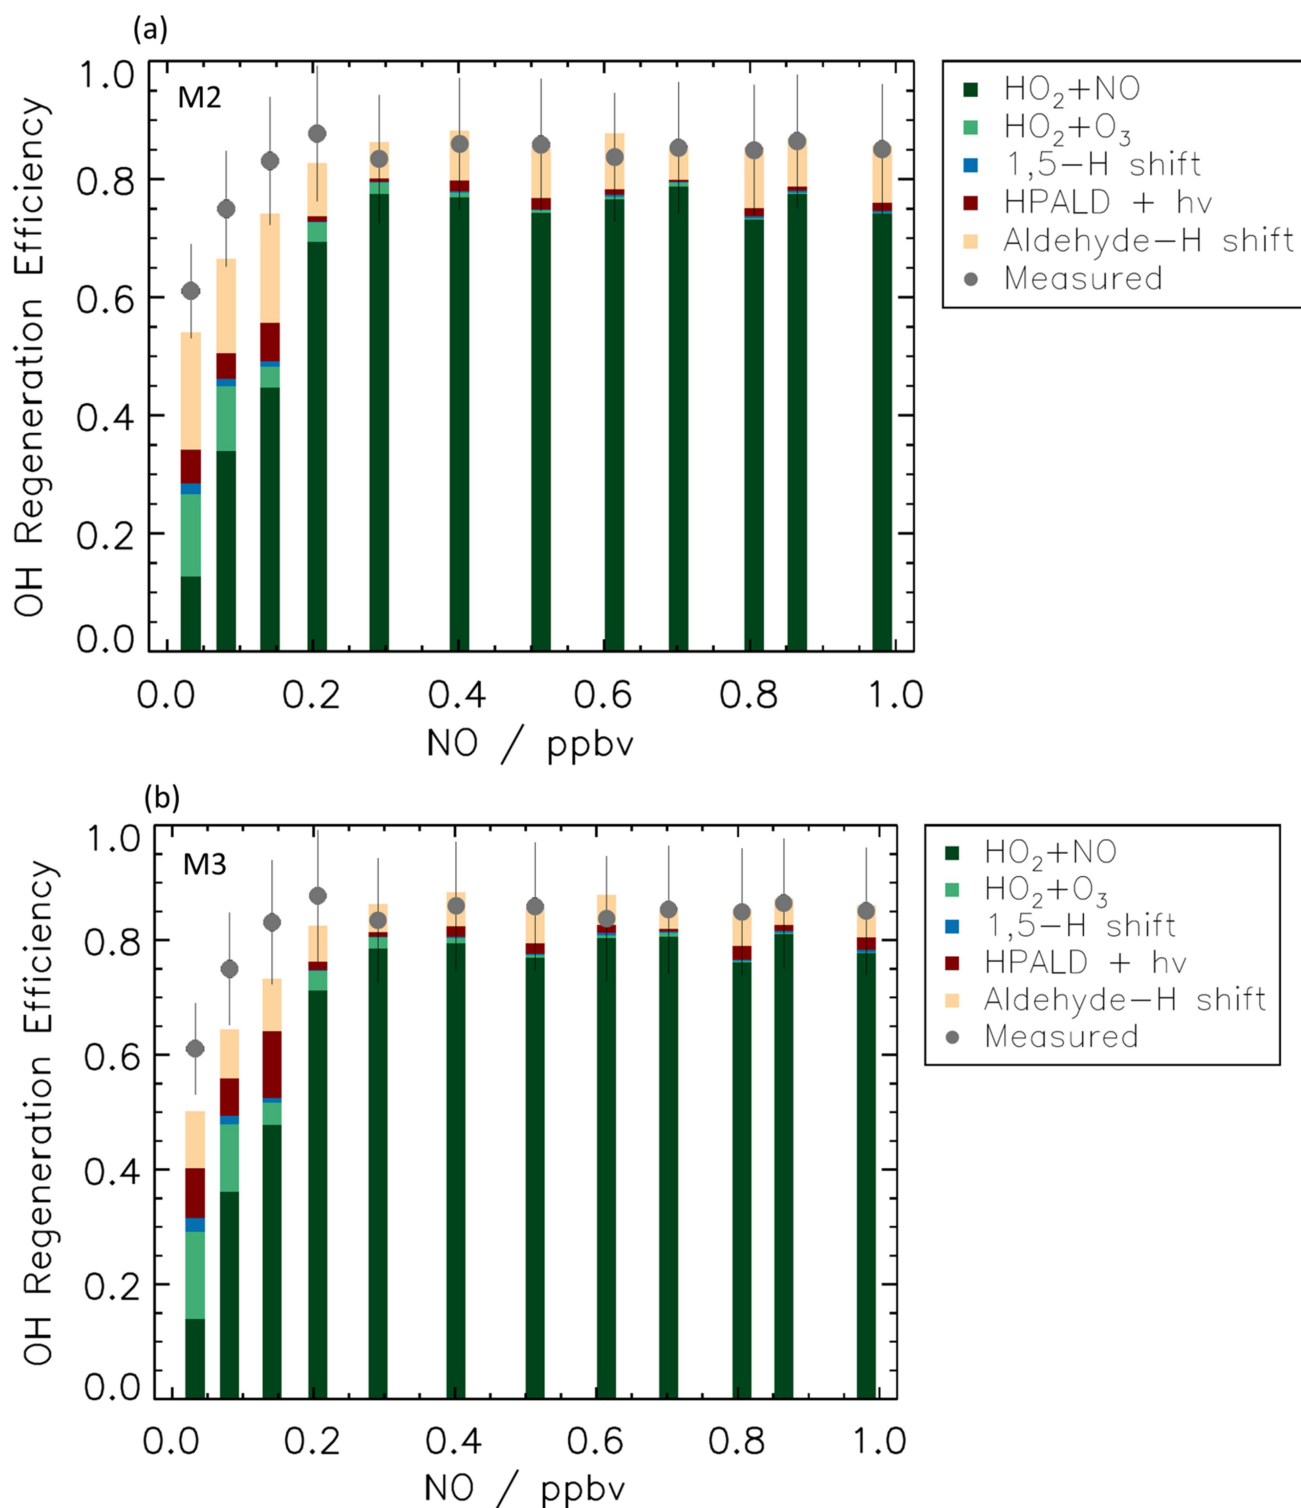 (a)
M2
OH Regeneration Efficiency
1.0
0.8
0.6
0.4
0.2
0.0
0.0 0.2 0.4 0.6 0.8 1.0
NO / ppbv
HO₂+NO
HO₂+O₃
1,5−H shift
HPALD + hv
Aldehyde−H shift
Measured
(b)
M3
OH Regeneration Efficiency
1.0
0.8
0.6
0.4
0.2
0.0
0.0 0.2 0.4 0.6 0.8 1.0
NO / ppbv
HO₂+NO
HO₂+O₃
1,5−H shift
HPALD + hv
Aldehyde−H shift
Measured